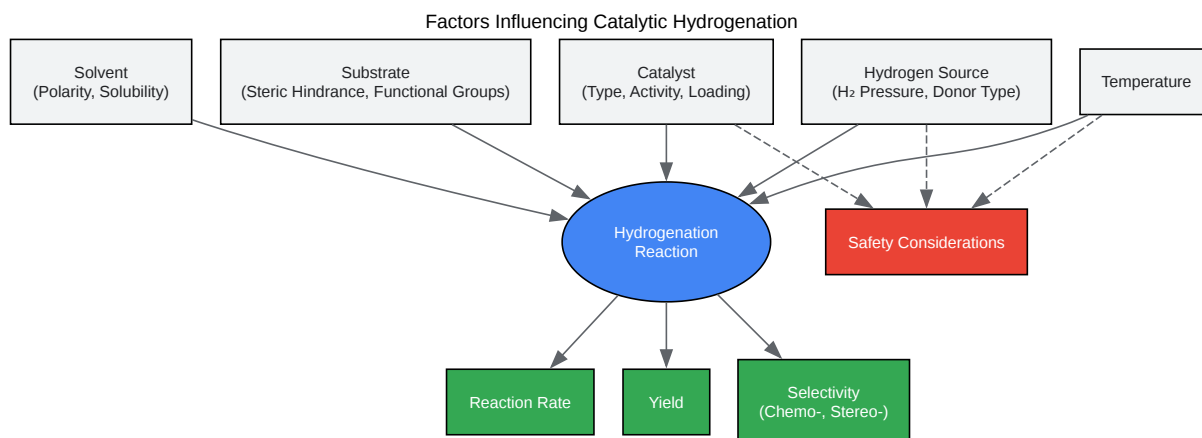 Factors Influencing Catalytic Hydrogenation
Solvent
(Polarity, Solubility)
Substrate
(Steric Hindrance, Functional Groups)
Catalyst
(Type, Activity, Loading)
Hydrogen Source
(H₂ Pressure, Donor Type)
Temperature
Hydrogenation
Reaction
Safety Considerations
Reaction Rate
Yield
Selectivity
(Chemo-, Stereo-)